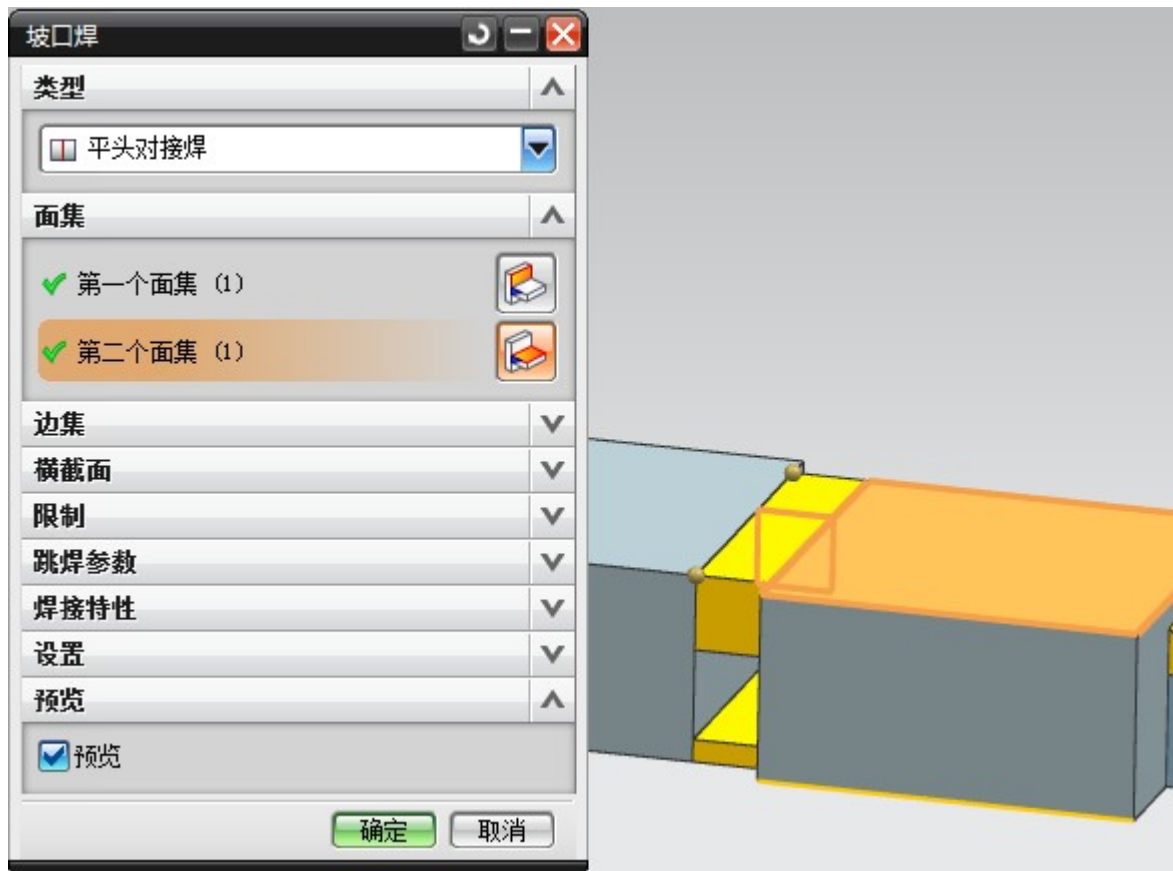 坡口焊
类型
平头对接焊
面集
第一个面集 (1)
第二个面集 (1)
边集
横截面
限制
跳焊参数
焊接特性
设置
预览
预览
确定 取消